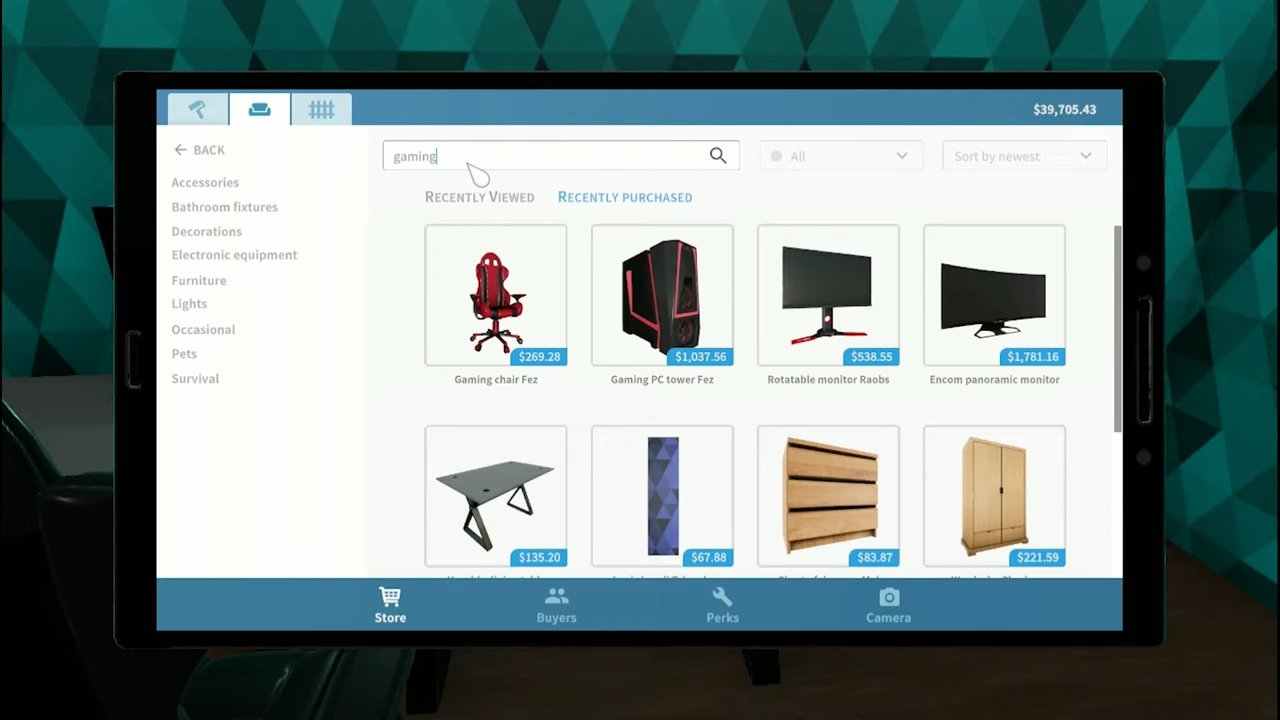 $39,705.43
BACK
gaming
All
Sort by newest
Accessories
Bathroom fixtures
Decorations
Electronic equipment
Furniture
Lights
Occasional
Pets
Survival
RECENTLY VIEWED
RECENTLY PURCHASED
$269.28
$1,037.56
$538.55
$1,781.16
Gaming chair Fez
Gaming PC tower Fez
Rotatable monitor Raobs
Encom panoramic monitor
$135.20
$67.88
$83.87
$221.59
Store
Buyers
Perks
Camera